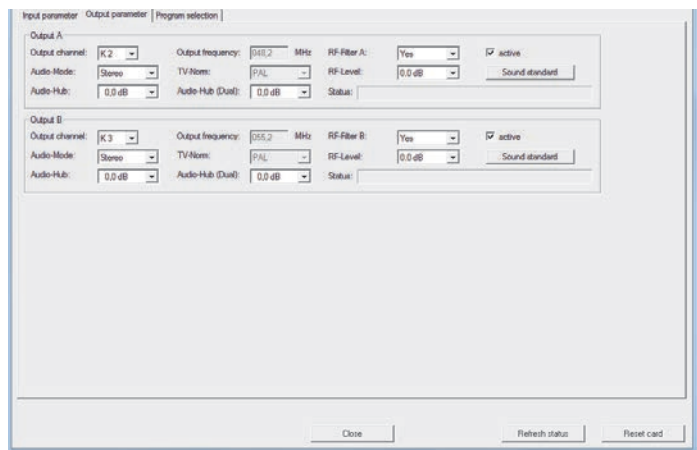 Input parameter Output parameter Program selection
Output A
Output channel: K 2 Output frequency: 048,2 MHz RF-Filter A: Yes active
Audio-Mode: Stereo TV-Norm: PAL RF-Level: 0.0 dB Sound standard
Audio-Hub: 0,0 dB Audio-Hub (Dual): 0,0 dB Status:
Output B
Output channel: K 3 Output frequency: 055,2 MHz RF-Filter B: Yes active
Audio-Mode: Stereo TV-Norm: PAL RF-Level: 0.0 dB Sound standard
Audio-Hub: 0,0 dB Audio-Hub (Dual): 0,0 dB Status:
Close Refresh status Reset card